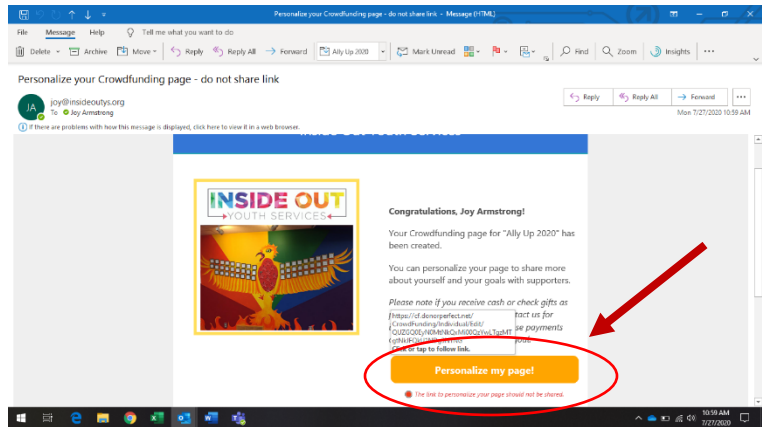 Personalize your Crowdfunding page - do not share link - Message (HTML)
File Message Help Tell me what you want to do
Delete Archive Move Reply Reply All Forward Ally Up 2020 Mark Unread Find Zoom Insights ...
Personalize your Crowdfunding page - do not share link
JA
joy@insideoutys.org
To Joy Armstrong
Reply Reply All Forward ...
Mon 7/27/2020 10:59 AM
If there are problems with how this message is displayed, click here to view it in a web browser.
INSIDE OUT
YOUTH SERVICES
Congratulations, Joy Armstrong!
Your Crowdfunding page for "Ally Up 2020" has
been created.
You can personalize your page to share more
about yourself and your goals with supporters.
Please note if you receive cash or check gifts as
tact us for
se payments
https://cf.donorperfect.net/
CrowdFunding/Individual/Edit/
Click or tap to follow link.
Personalize my page!
The link to personalize your page should not be shared.
10:59 AM
7/27/2020